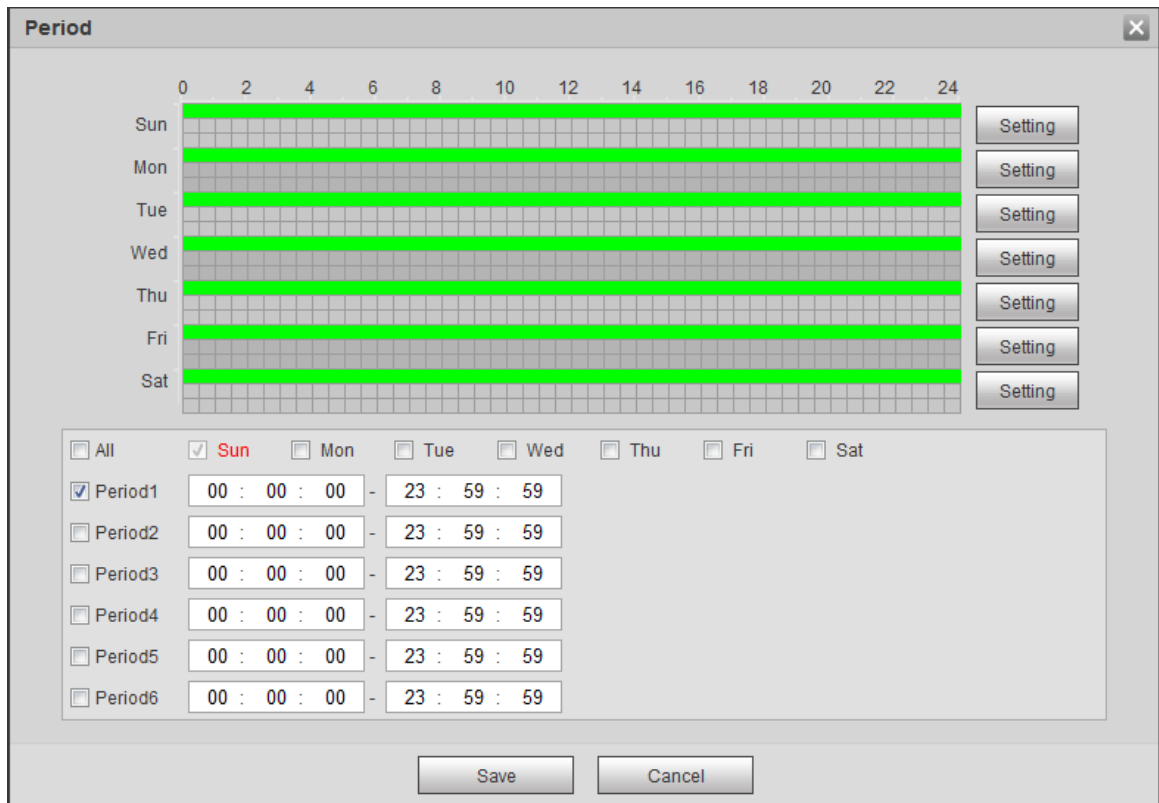 Period
0 2 4 6 8 10 12 14 16 18 20 22 24
Sun Setting
Mon Setting
Tue Setting
Wed Setting
Thu Setting
Fri Setting
Sat Setting
All Sun Mon Tue Wed Thu Fri Sat
Period1 00 : 00 : 00 - 23 : 59 : 59
Period2 00 : 00 : 00 - 23 : 59 : 59
Period3 00 : 00 : 00 - 23 : 59 : 59
Period4 00 : 00 : 00 - 23 : 59 : 59
Period5 00 : 00 : 00 - 23 : 59 : 59
Period6 00 : 00 : 00 - 23 : 59 : 59
Save Cancel